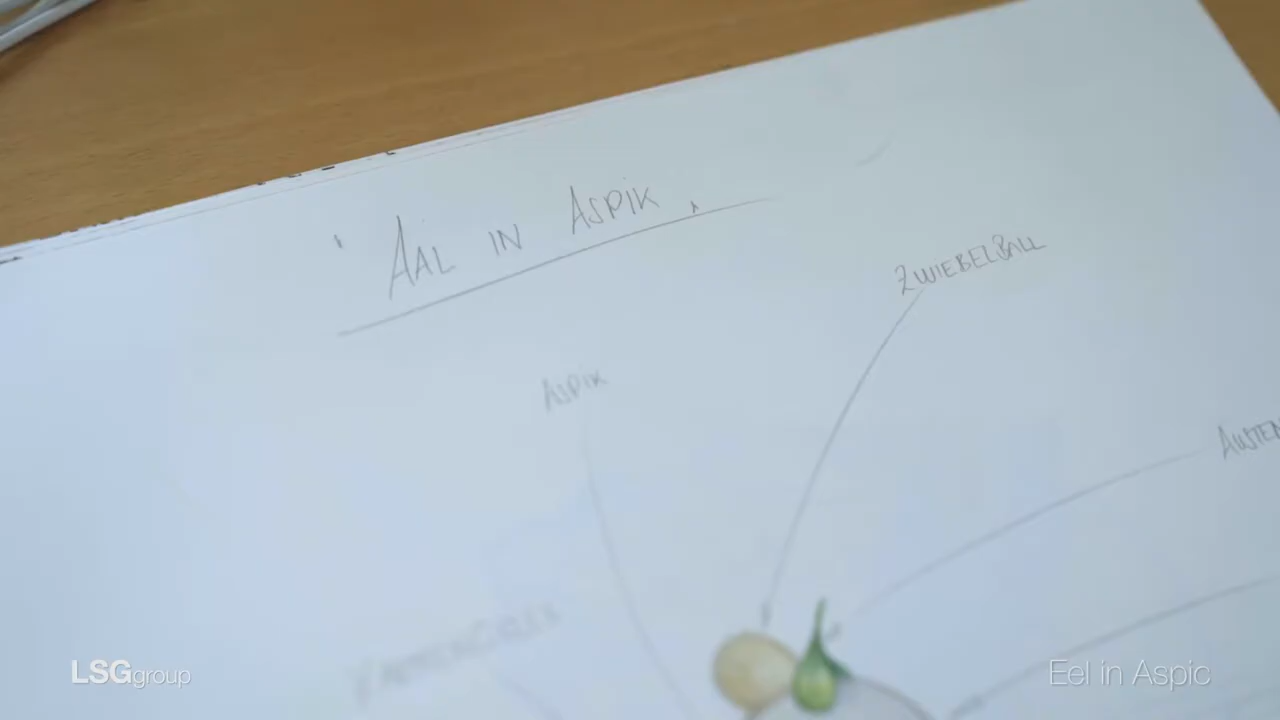 'AAL IN ASPIK'
ZWIEBELBALL
ASPIK
LSGgroup
Eel in Aspic